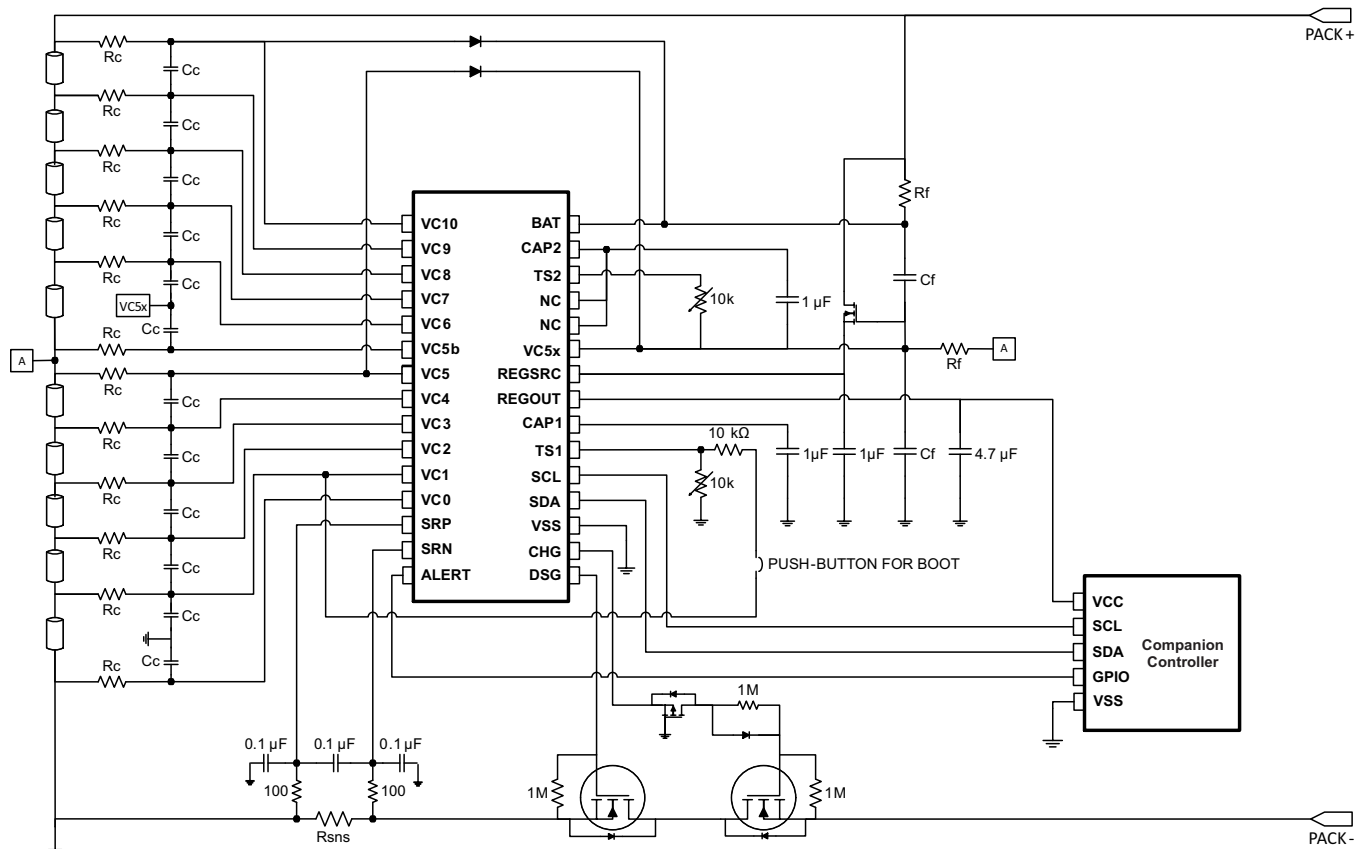 PACK +
Rc
Cc
Rc
Cc
Rc
Cc
Rf
Rc
Cc
VC10
BAT
VC9
CAP2
Rc
Cc
VC8
TS2
Cf
10k
1 µF
VC5x
VC7
NC
VC6
NC
Rc
Cc
VC5b
VC5x
A
A
Rc
VC5
REGSRC
Rf
Cc
VC4
REGOUT
Rc
VC3
CAP1
10 kΩ
Cc
VC2
TS1
1µF
1µF
Cf
4.7 µF
Rc
VC1
SCL
10k
Cc
VC0
SDA
Rc
SRP
VSS
Cc
SRN
CHG
PUSH-BUTTON FOR BOOT
Rc
ALERT
DSG
Cc
VCC
SCL
Rc
Cc
SDA
Companion
Controller
GPIO
1M
VSS
0.1 µF
0.1 µF
0.1 µF
100
100
1M
1M
Rsns
PACK -